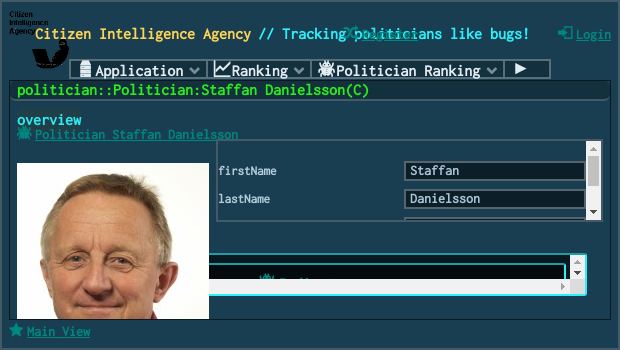 Citizen
Intelligence
Agency
Citizen Intelligence Agency // Tracking politicians like bugs!
Register
Login
Application
Ranking
Politician Ranking
politician::Politician:Staffan Danielsson(C)
overview
Politician Staffan Danielsson
firstName
Staffan
lastName
Danielsson
Main View